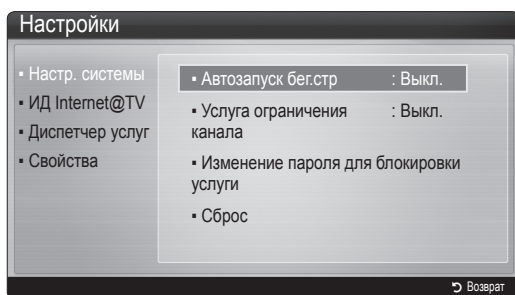 Настройки
▪ Настр. системы
▪ ИД Internet@TV
▪ Диспетчер услуг
▪ Свойства
▪ Автозапуск бег.стр : Выкл.
▪ Услуга ограничения : Выкл.
канала
▪ Изменение пароля для блокировки
услуги
▪ Сброс
Возврат